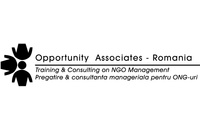 Opportunity Associates - Romania
Training & Consulting on NGO Management
Pregatire & consultanta manageriala pentru ONG-uri